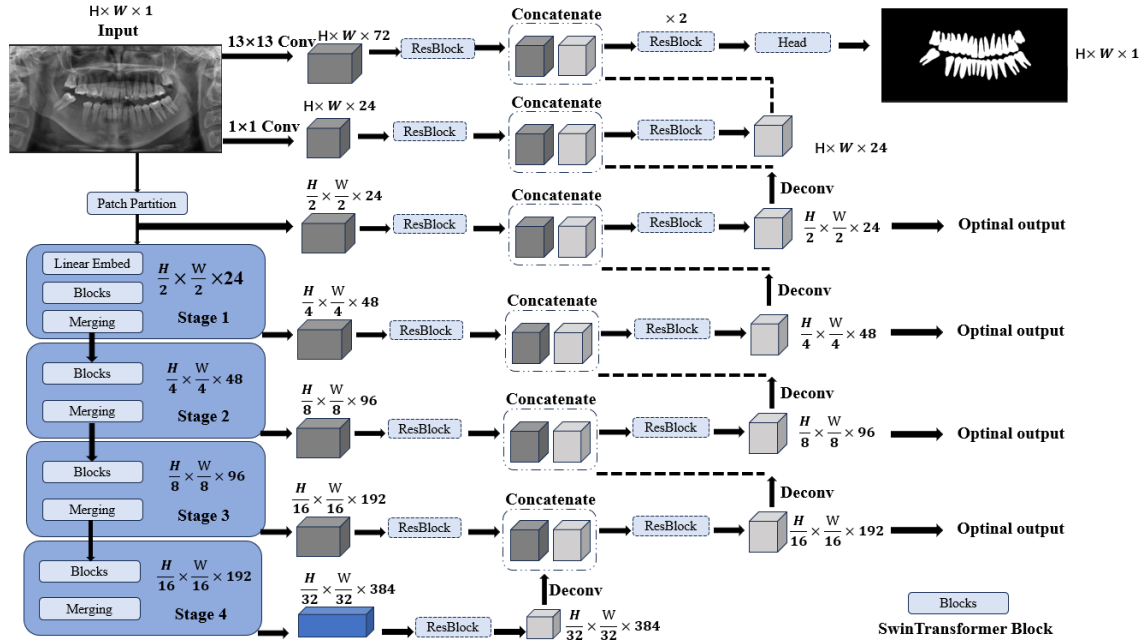 H× W × 1
Input
13×13 Conv
H× W × 72
ResBlock
Concatenate
× 2
ResBlock
Head
H× W × 1
1×1 Conv
H× W × 24
ResBlock
Concatenate
ResBlock
H× W × 24
Patch Partition
H/2 × W/2 × 24
ResBlock
Concatenate
ResBlock
Deconv
H/2 × W/2 × 24
Optinal output
Linear Embed
Blocks
Merging
H/2 × W/2 ×24
Stage 1
H/4 × W/4 × 48
ResBlock
Concatenate
ResBlock
Deconv
H/4 × W/4 × 48
Optinal output
Blocks
Merging
H/4 × W/4 × 48
Stage 2
H/8 × W/8 × 96
ResBlock
Concatenate
ResBlock
Deconv
H/8 × W/8 × 96
Optinal output
Blocks
Merging
H/8 × W/8 × 96
Stage 3
H/16 × W/16 × 192
ResBlock
Concatenate
ResBlock
Deconv
H/16 × W/16 × 192
Optinal output
Blocks
Merging
H/16 × W/16 × 192
Stage 4
H/32 × W/32 × 384
ResBlock
Deconv
H/32 × W/32 × 384
Blocks
SwinTransformer Block